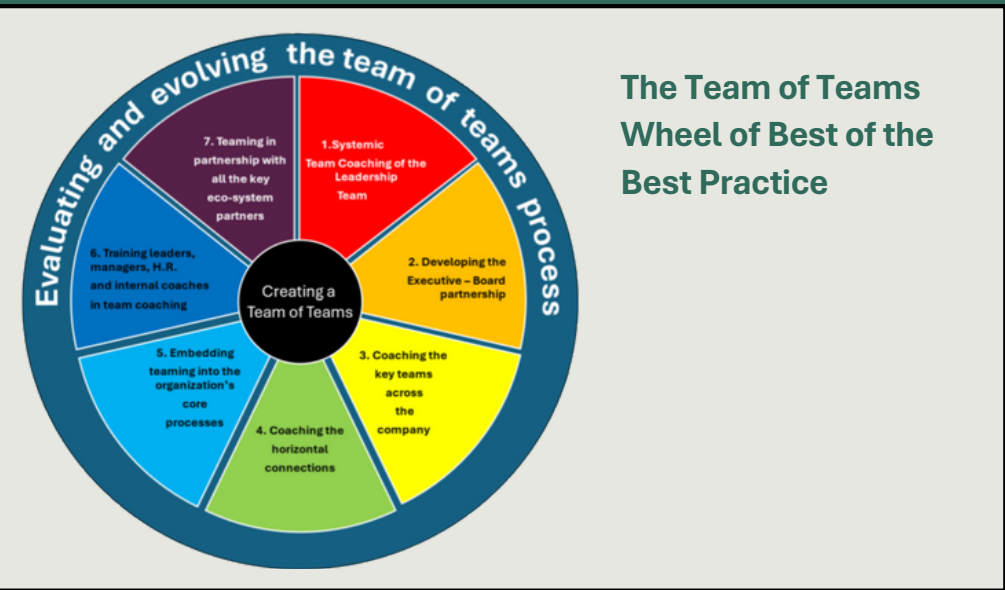 The Team of Teams
Wheel of Best of the
Best Practice
Evaluating and evolving the team of teams process
Creating a
Team of Teams
1.Systemic
Team Coaching of the
Leadership
Team
2. Developing the
Executive – Board
partnership
3. Coaching the
key teams
across
the
company
4. Coaching the
horizontal
connections
5. Embedding
teaming into the
organization's
core
processes
6. Training leaders,
managers, H.R.
and internal coaches
in team coaching
7. Teaming in
partnership with
all the key
eco-system
partners